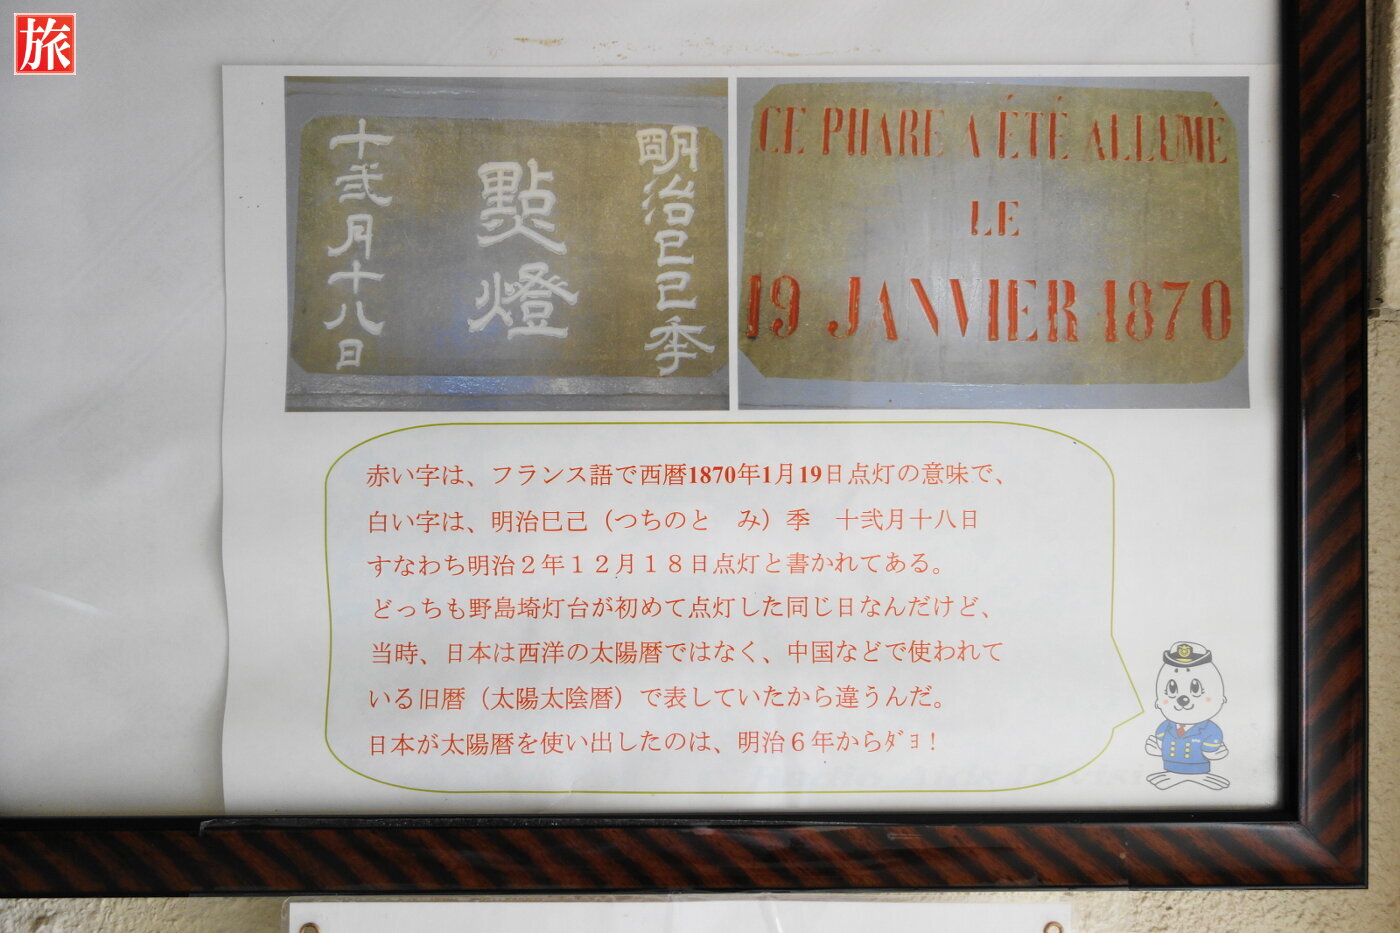 旅
明治己巳季
點燈
十弐月十八日
CE PHARE A ÉTÉ ALLUMÉ
LE
19 JANVIER 1870
赤い字は、フランス語で西暦1870年1月19日点灯の意味で、
白い字は、明治巳己（つちのと　み）季　十弐月十八日
すなわち明治２年１２月１８日点灯と書かれてある。
どっちも野島埼灯台が初めて点灯した同じ日なんだけど、
当時、日本は西洋の太陽暦ではなく、中国などで使われて
いる旧暦（太陽太陰暦）で表していたから違うんだ。
日本が太陽暦を使い出したのは、明治６年からﾀﾞﾖ！